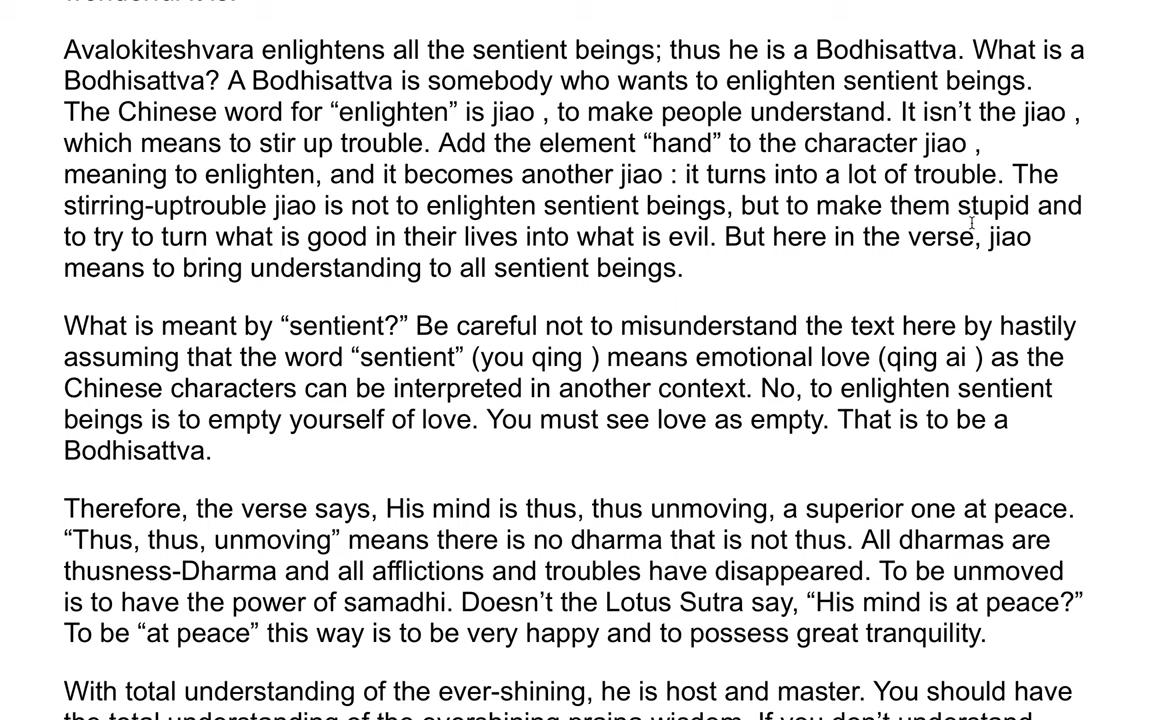 Avalokiteshvara enlightens all the sentient beings; thus he is a Bodhisattva. What is a
Bodhisattva? A Bodhisattva is somebody who wants to enlighten sentient beings.
The Chinese word for “enlighten” is jiao , to make people understand. It isn’t the jiao ,
which means to stir up trouble. Add the element “hand” to the character jiao ,
meaning to enlighten, and it becomes another jiao : it turns into a lot of trouble. The
stirring-uptrouble jiao is not to enlighten sentient beings, but to make them stupid and
to try to turn what is good in their lives into what is evil. But here in the verse, jiao
means to bring understanding to all sentient beings.
What is meant by “sentient?” Be careful not to misunderstand the text here by hastily
assuming that the word “sentient” (you qing ) means emotional love (qing ai ) as the
Chinese characters can be interpreted in another context. No, to enlighten sentient
beings is to empty yourself of love. You must see love as empty. That is to be a
Bodhisattva.
Therefore, the verse says, His mind is thus, thus unmoving, a superior one at peace.
“Thus, thus, unmoving” means there is no dharma that is not thus. All dharmas are
thusness-Dharma and all afflictions and troubles have disappeared. To be unmoved
is to have the power of samadhi. Doesn’t the Lotus Sutra say, “His mind is at peace?”
To be “at peace” this way is to be very happy and to possess great tranquility.
With total understanding of the ever-shining, he is host and master. You should have
the total understanding of the evershining prajna wisdom. If you don’t understand